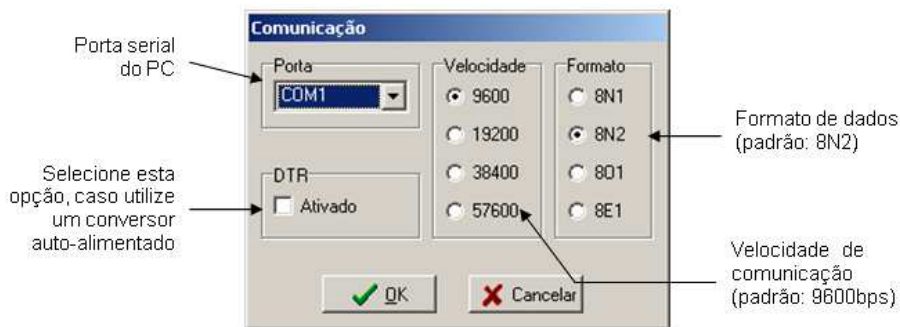 Comunicação
Porta serial
do PC
Porta
COM1
Velocidade
9600
19200
38400
57600
Formato
8N1
8N2
8O1
8E1
Formato de dados
(padrão: 8N2)
Selecione esta
opção, caso utilize
um conversor
auto-alimentado
DTR
Ativado
Velocidade de
comunicação
(padrão: 9600bps)
OK
Cancelar